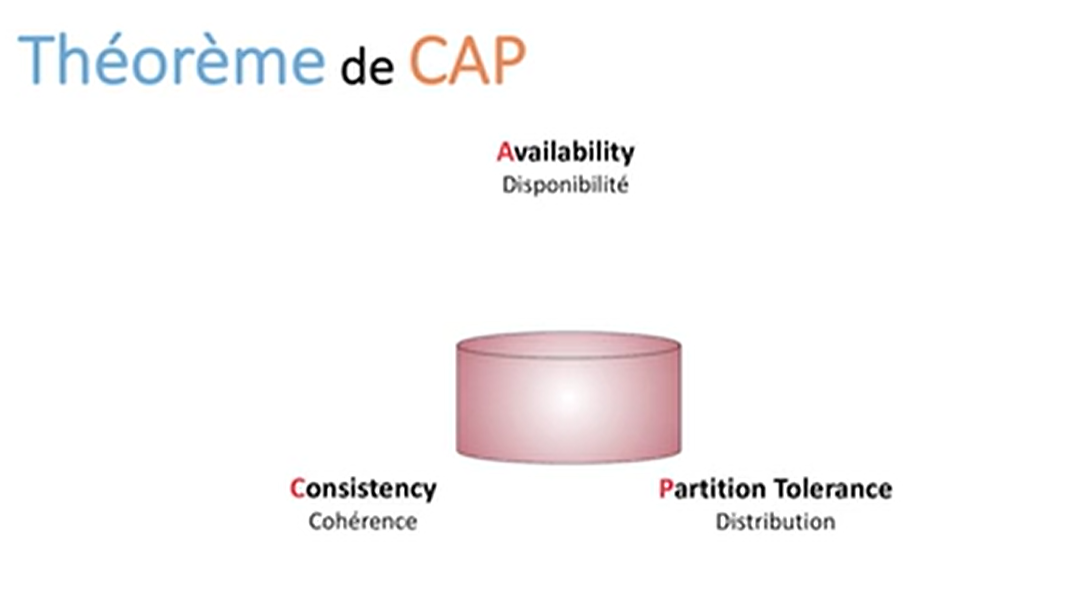 Théorème de CAP
Availability
Disponibilité
Consistency
Cohérence
Partition Tolerance
Distribution